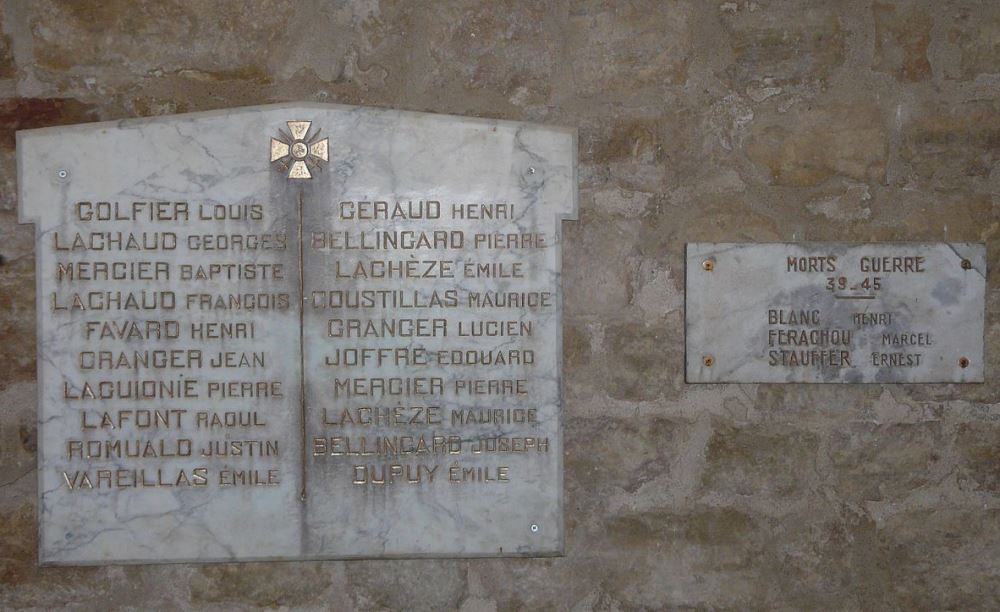 GOLFIER LOUIS
LACHAUD GEORGES
MERCIER BAPTISTE
LACHAUD FRANÇOIS
FAVARD HENRI
GRANGER JEAN
LAGUIONIE PIERRE
LAFONT RAOUL
ROMUALD JUSTIN
VAREILLAS ÉMILE
GÉRAUD HENRI
BELLINGARD PIERRE
LACHÈZE ÉMILE
COUSTILLAS MAURICE
GRANGER LUCIEN
JOFFRE EDOUARD
MERCIER PIERRE
LACHÈZE MAURICE
BELLINGARD JOSEPH
DUPUY ÉMILE
MORTS GUERRE
39-45
BLANC HENRI
FERACHOU MARCEL
STAUFFER ERNEST